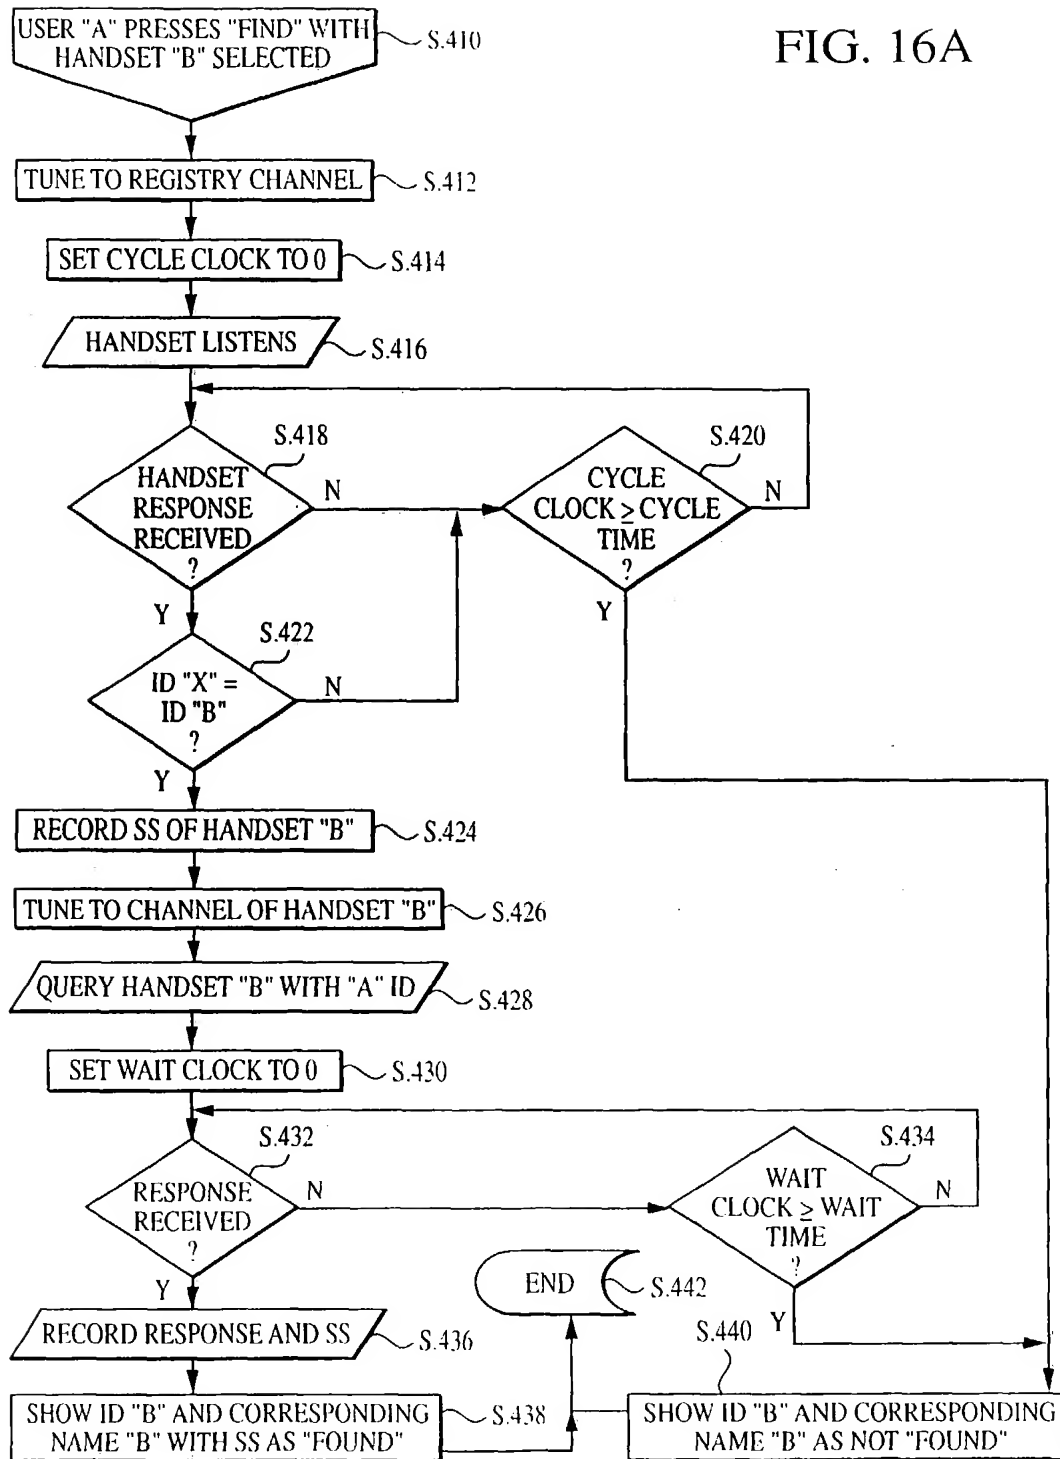 USER "A" PRESSES "FIND" WITH
HANDSET "B" SELECTED
S.410
FIG. 16A
TUNE TO REGISTRY CHANNEL
S.412
SET CYCLE CLOCK TO 0
S.414
HANDSET LISTENS
S.416
S.418
HANDSET
RESPONSE
RECEIVED
?
N
Y
S.420
CYCLE
CLOCK ≥ CYCLE
TIME
?
N
Y
S.422
ID "X" =
ID "B"
?
N
Y
RECORD SS OF HANDSET "B"
S.424
TUNE TO CHANNEL OF HANDSET "B"
S.426
QUERY HANDSET "B" WITH "A" ID
S.428
SET WAIT CLOCK TO 0
S.430
S.432
RESPONSE
RECEIVED
?
N
Y
S.434
WAIT
CLOCK ≥ WAIT
TIME
?
N
Y
END
S.442
RECORD RESPONSE AND SS
S.436
S.440
SHOW ID "B" AND CORRESPONDING
NAME "B" WITH SS AS "FOUND"
S.438
SHOW ID "B" AND CORRESPONDING
NAME "B" AS NOT "FOUND"